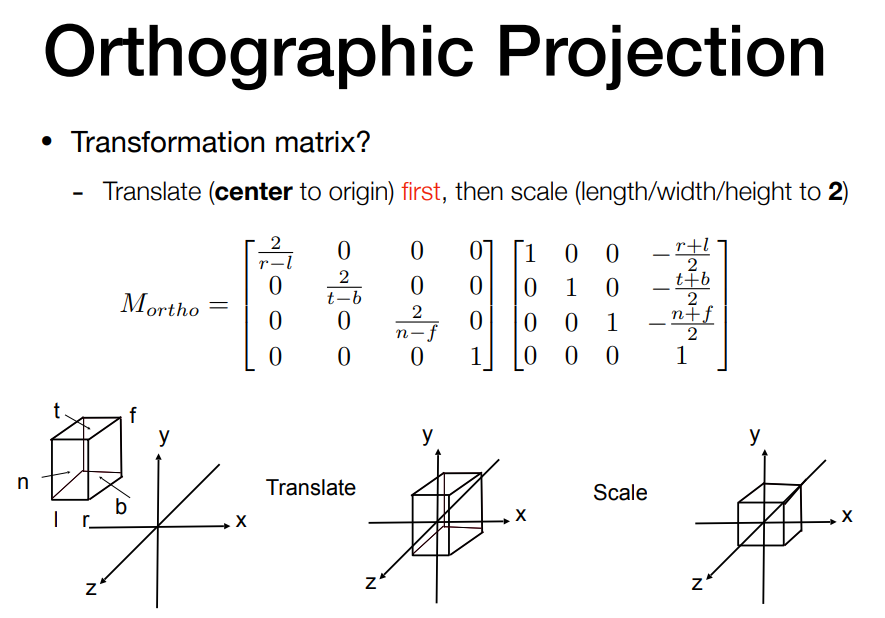 Orthographic Projection
• Transformation matrix?
- Translate (center to origin) first, then scale (length/width/height to 2)
$M_{ortho} = \begin{bmatrix} \frac{2}{r-l} & 0 & 0 & 0 \\ 0 & \frac{2}{t-b} & 0 & 0 \\ 0 & 0 & \frac{2}{n-f} & 0 \\ 0 & 0 & 0 & 1 \end{bmatrix} \begin{bmatrix} 1 & 0 & 0 & -\frac{r+l}{2} \\ 0 & 1 & 0 & -\frac{t+b}{2} \\ 0 & 0 & 1 & -\frac{n+f}{2} \\ 0 & 0 & 0 & 1 \end{bmatrix}$
t
f
n
b
l
r
y
x
z
Translate
y
x
z
Scale
y
x
z